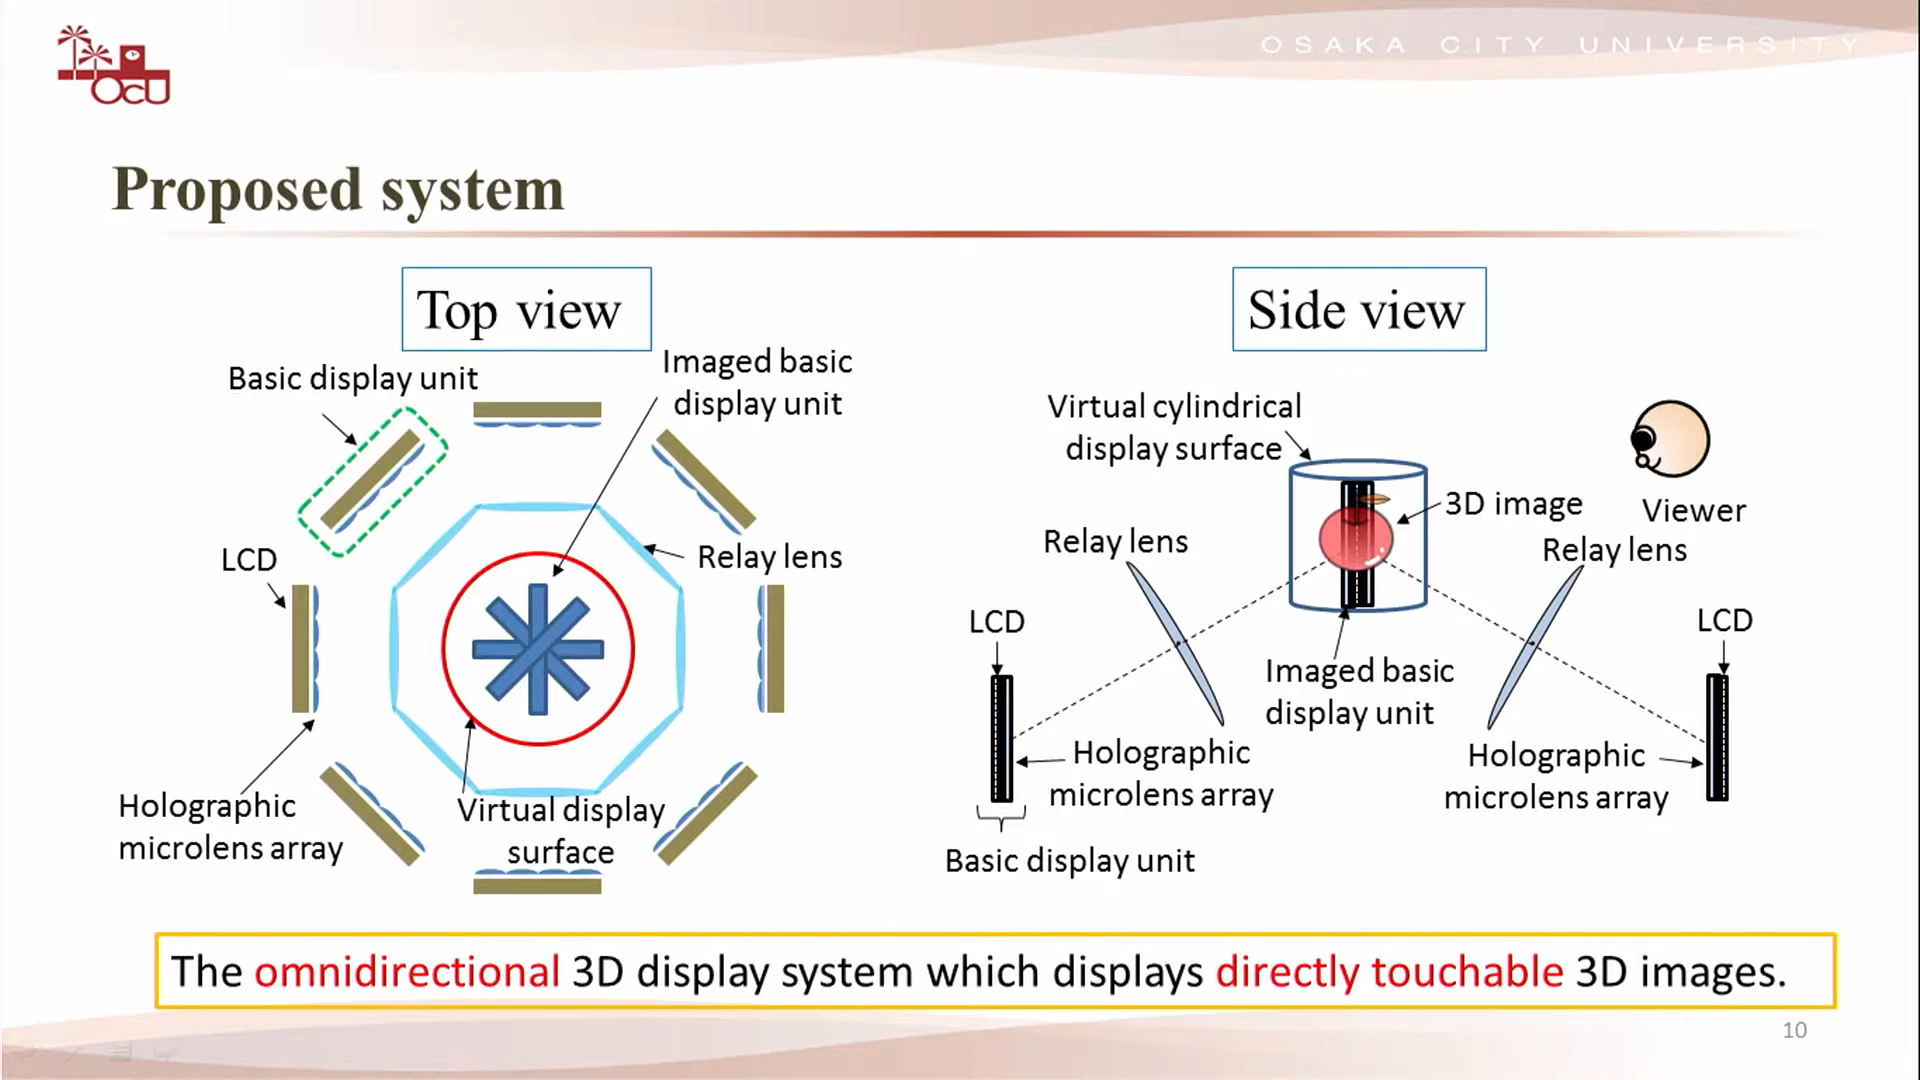 OSAKA CITY UNIVERSITY
OCU
Proposed system
Top view
Basic display unit
Imaged basic
display unit
LCD
Relay lens
Holographic
microlens array
Virtual display
surface
Side view
Virtual cylindrical
display surface
3D image
Viewer
Relay lens
Relay lens
LCD
LCD
Imaged basic
display unit
Holographic
microlens array
Holographic
microlens array
Basic display unit
The omnidirectional 3D display system which displays directly touchable 3D images.
10